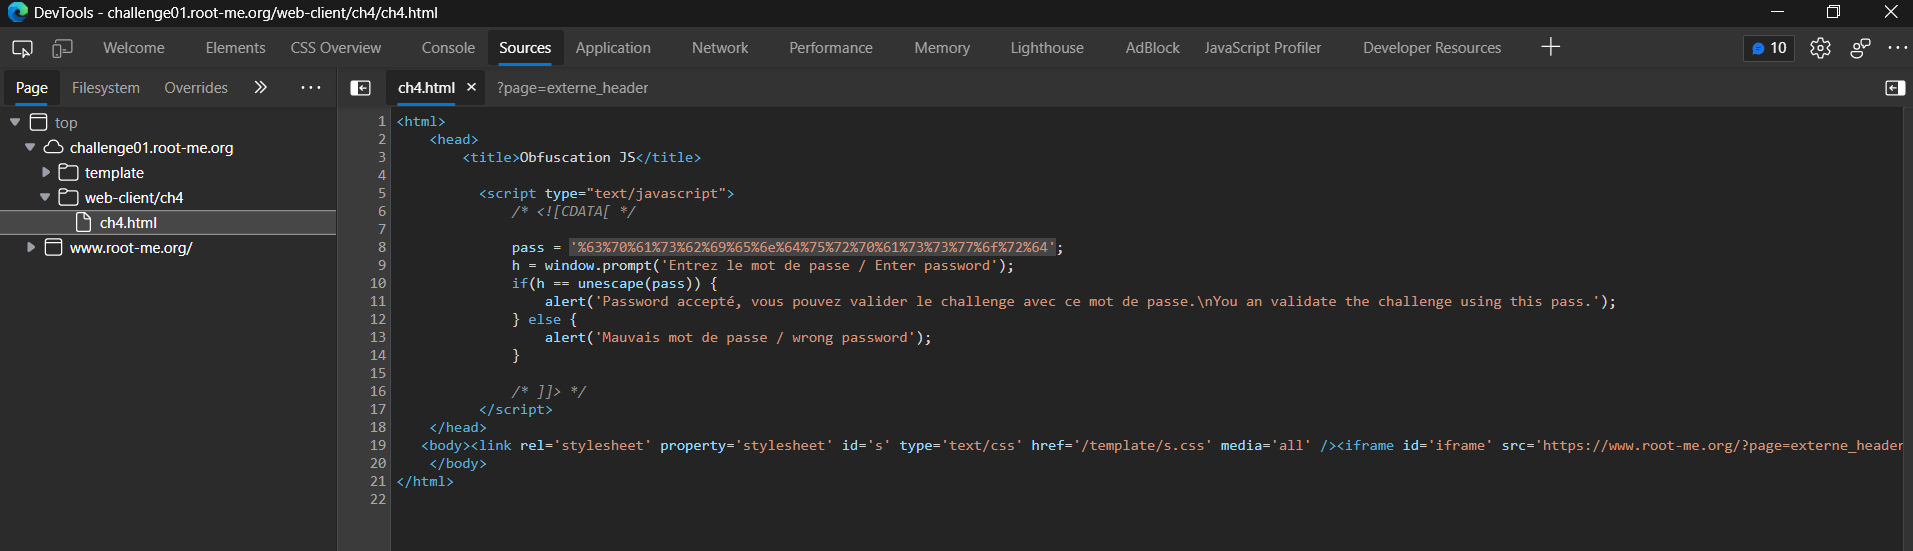 DevTools - challenge01.root-me.org/web-client/ch4/ch4.html
Welcome Elements CSS Overview Console Sources Application Network Performance Memory Lighthouse AdBlock JavaScript Profiler Developer Resources 10
Page Filesystem Overrides
ch4.html ?page=externe_header
top
challenge01.root-me.org
template
web-client/ch4
ch4.html
www.root-me.org/
1 <html>
2 <head>
3 <title>Obfuscation JS</title>
4
5 <script type="text/javascript">
6 /* <![CDATA[ */
7
8 pass = '%63%70%61%73%62%69%65%6e%64%75%72%70%61%73%73%77%6f%72%64';
9 h = window.prompt('Entrez le mot de passe / Enter password');
10 if(h == unescape(pass)) {
11 alert('Password accepté, vous pouvez valider le challenge avec ce mot de passe.\nYou an validate the challenge using this pass.');
12 } else {
13 alert('Mauvais mot de passe / wrong password');
14 }
15
16 /* ]]> */
17 </script>
18 </head>
19 <body><link rel='stylesheet' property='stylesheet' id='s' type='text/css' href='/template/s.css' media='all' /><iframe id='iframe' src='https://www.root-me.org/?page=externe_header
20 </body>
21 </html>
22